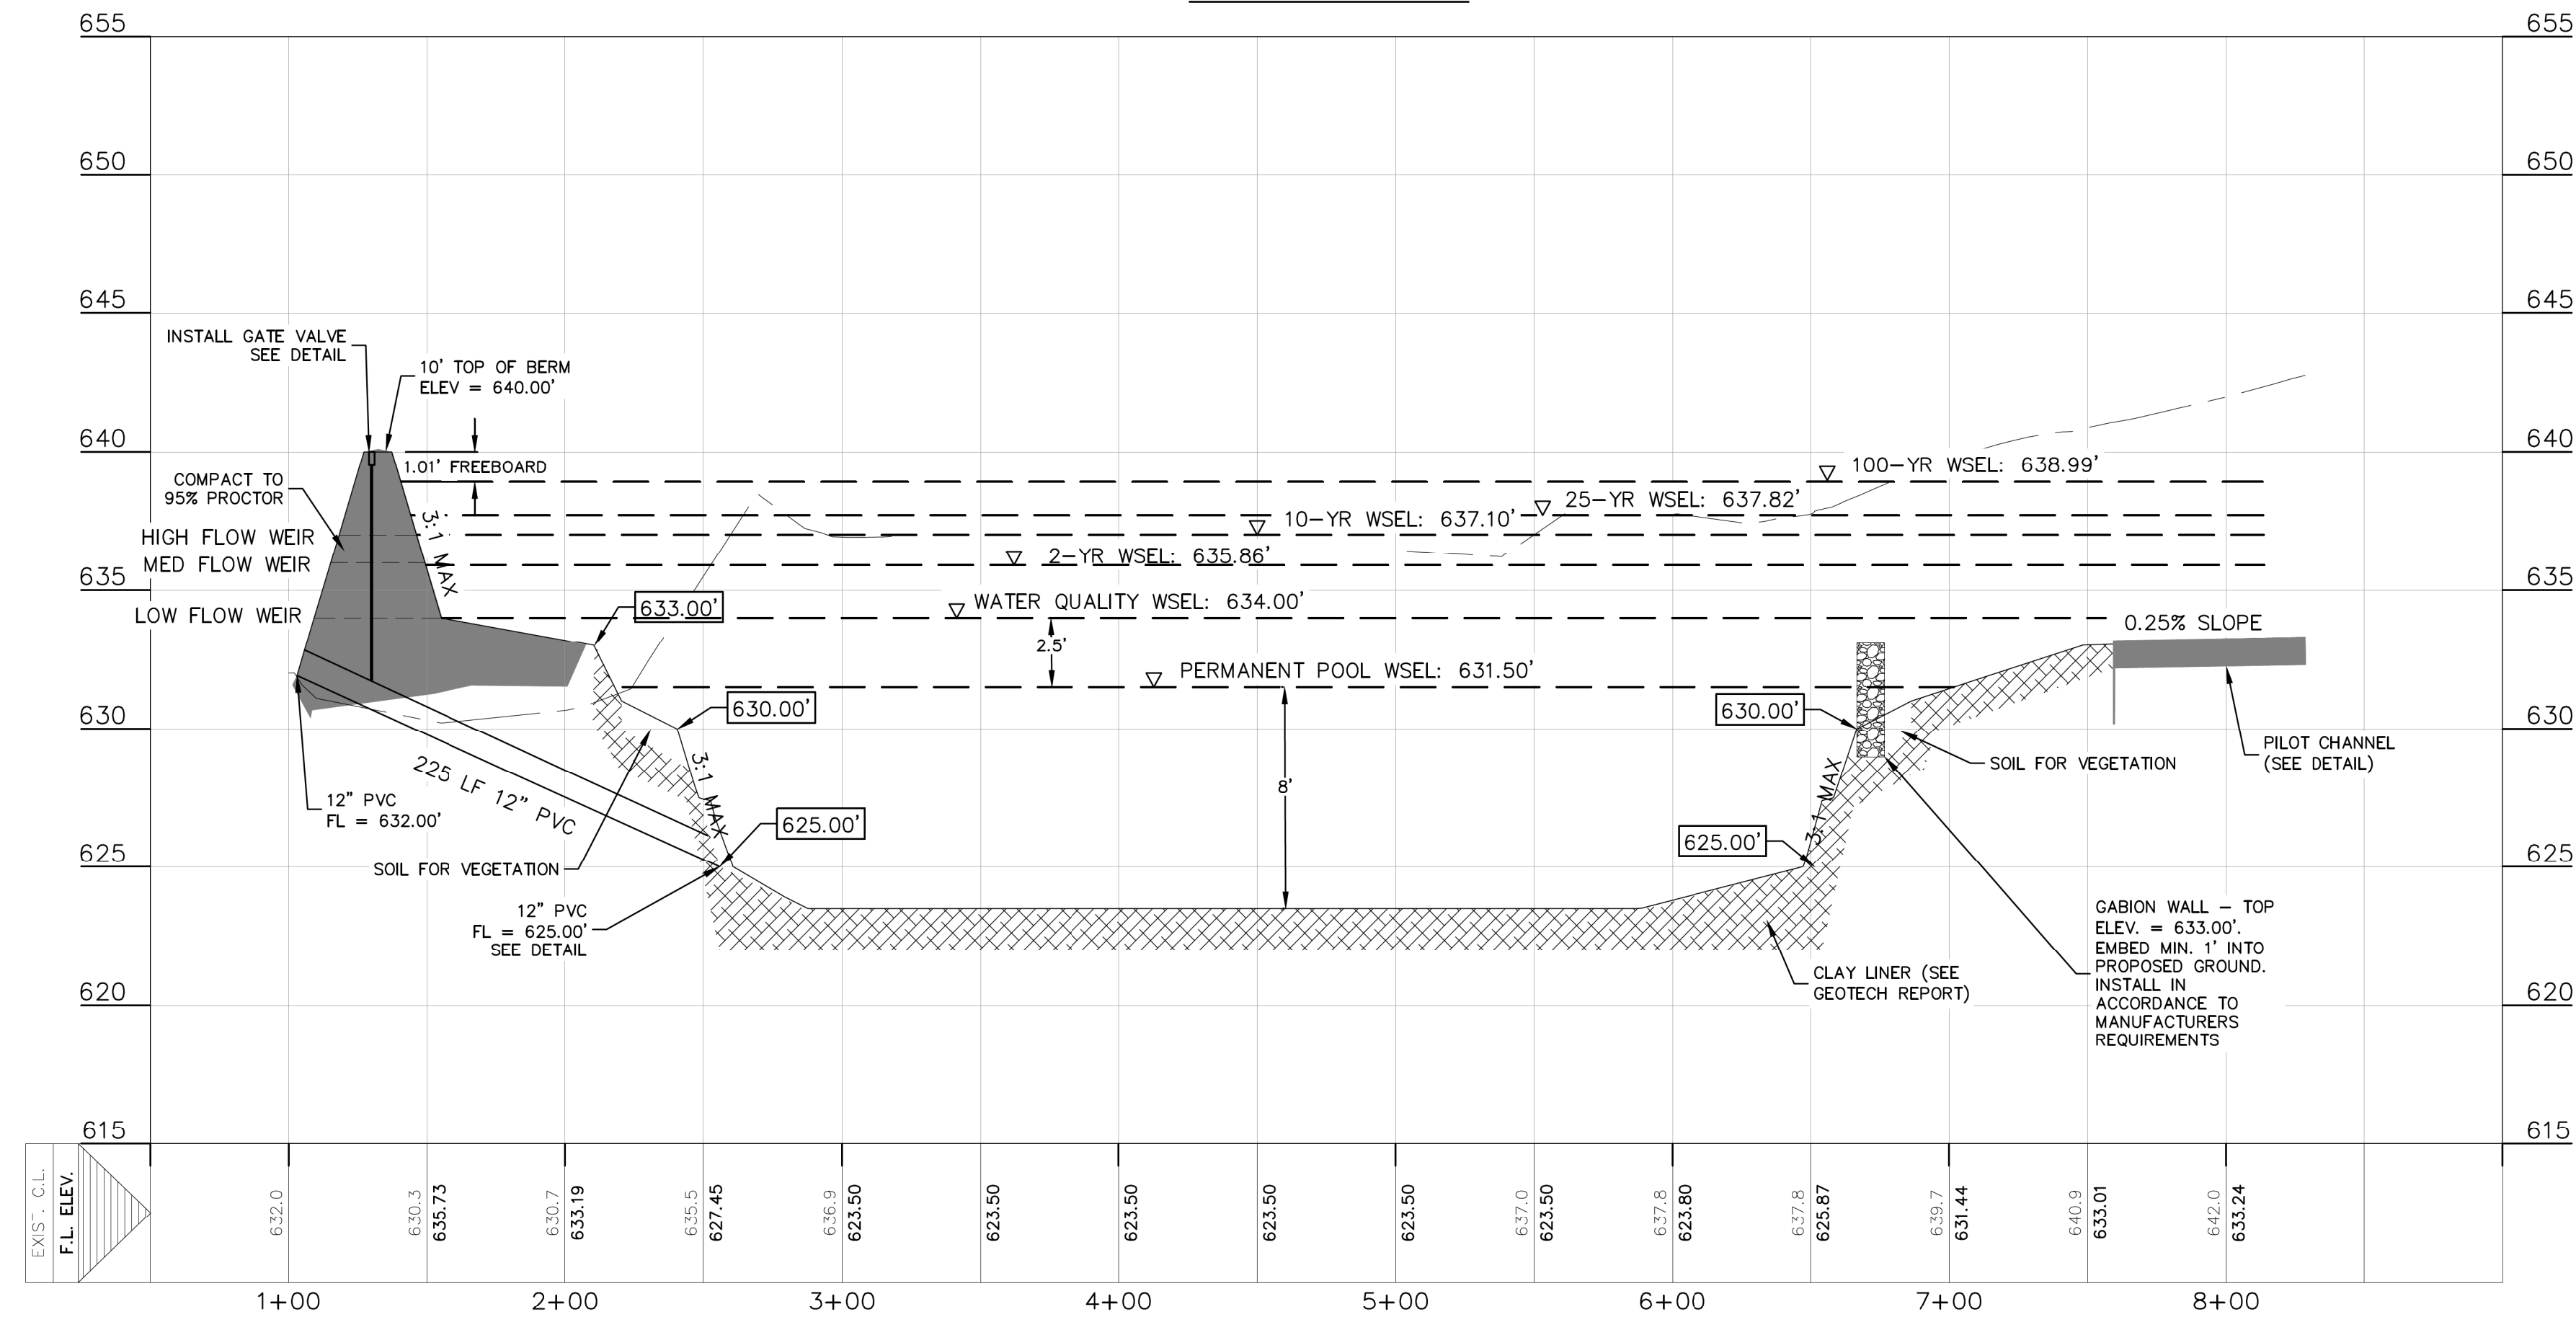 655
655
650
650
645
645
INSTALL GATE VALVE
SEE DETAIL
10' TOP OF BERM
ELEV = 640.00'
640
640
1.01' FREEBOARD
100-YR WSEL: 638.99'
COMPACT TO
95% PROCTOR
25-YR WSEL: 637.82'
3:1 MAX
10-YR WSEL: 637.10'
HIGH FLOW WEIR
MED FLOW WEIR
2-YR WSEL: 635.86'
635
635
LOW FLOW WEIR
633.00'
WATER QUALITY WSEL: 634.00'
0.25% SLOPE
2.5'
PERMANENT POOL WSEL: 631.50'
630
630
630.00'
630.00'
3:1 MAX
3:1 MAX
SOIL FOR VEGETATION
PILOT CHANNEL
(SEE DETAIL)
225 LF 12" PVC
8'
12" PVC
FL = 632.00'
625.00'
625.00'
625
625
SOIL FOR VEGETATION
12" PVC
FL = 625.00'
SEE DETAIL
GABION WALL - TOP
ELEV. = 633.00'.
EMBED MIN. 1' INTO
PROPOSED GROUND.
INSTALL IN
ACCORDANCE TO
MANUFACTURERS
REQUIREMENTS
CLAY LINER (SEE
GEOTECH REPORT)
620
620
615
615
EXIST. C.L.
F.L. ELEV.
632.0
630.3
635.73
630.7
633.19
635.5
627.45
636.9
623.50
623.50
623.50
623.50
623.50
637.0
623.50
637.8
623.80
637.8
625.87
639.7
631.44
640.9
633.01
642.0
633.24
1+00
2+00
3+00
4+00
5+00
6+00
7+00
8+00